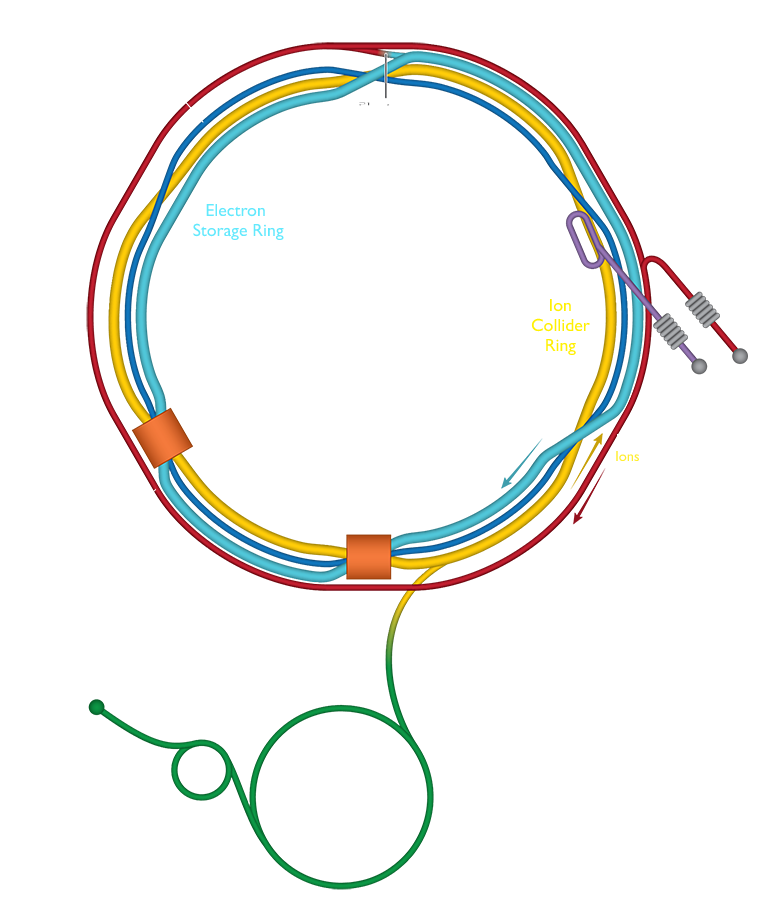 Electron
Storage Ring
Ion
Collider
Ring
Ions